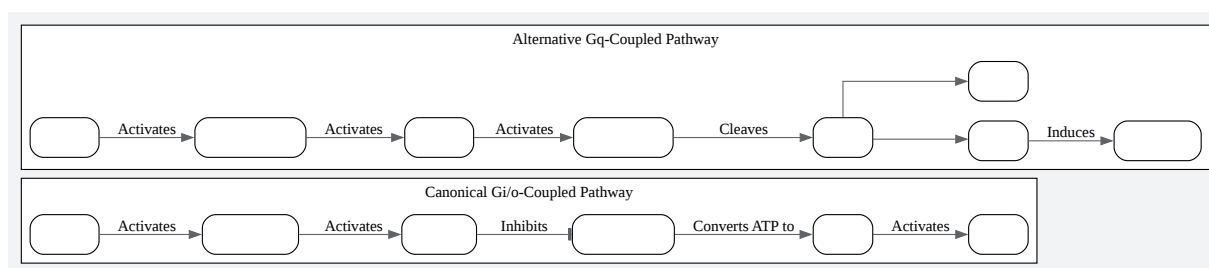 Alternative Gq-Coupled Pathway
Activates Activates Activates Cleaves Induces
Canonical Gi/o-Coupled Pathway
Activates Activates Inhibits Converts ATP to Activates